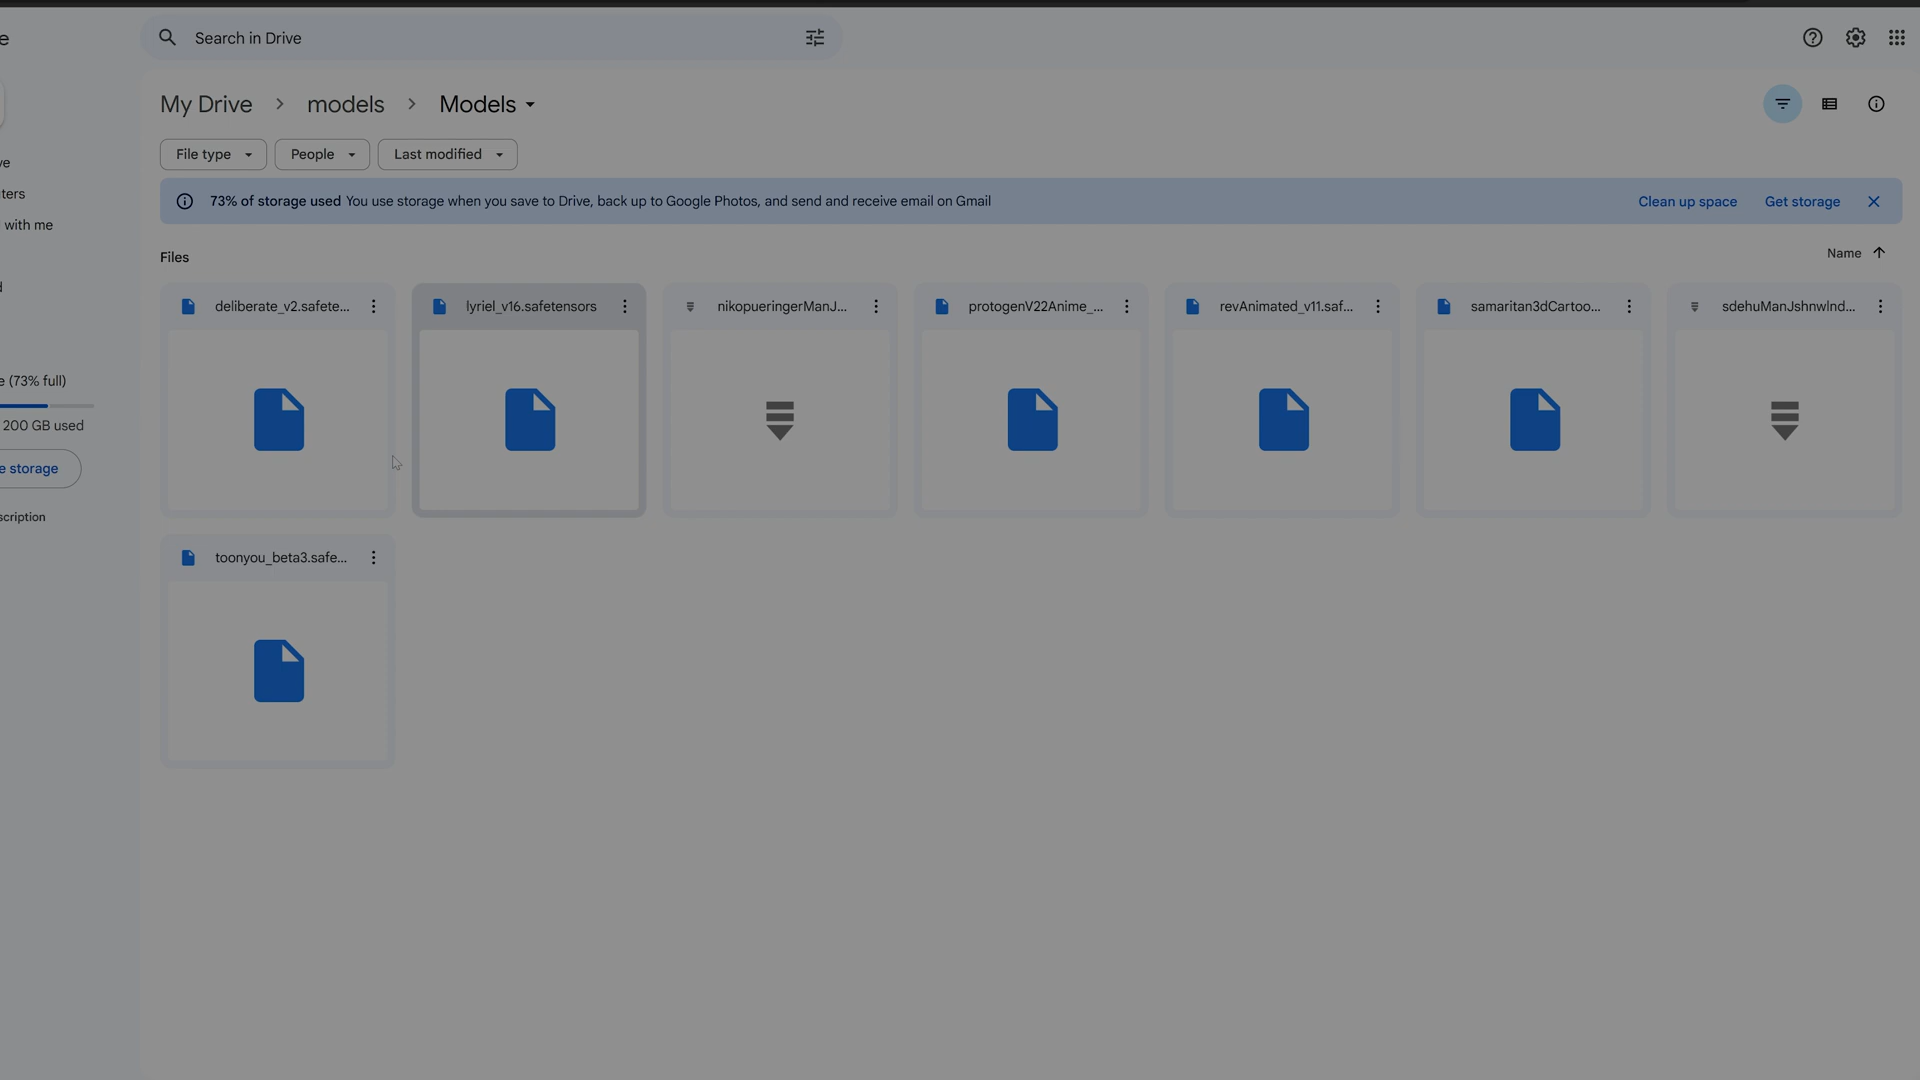 e
Search in Drive
My Drive > models > Models
File type
People
Last modified
ve
ters
with me
d
73% of storage used You use storage when you save to Drive, back up to Google Photos, and send and receive email on Gmail
Clean up space
Get storage
Files
Name
deliberate_v2.safete...
lyriel_v16.safetensors
nikopueringerManJ...
protogenV22Anime_...
revAnimated_v11.saf...
samaritan3dCartoo...
sdehuManJshnwlnd...
e (73% full)
200 GB used
e storage
scription
toonyou_beta3.safe...